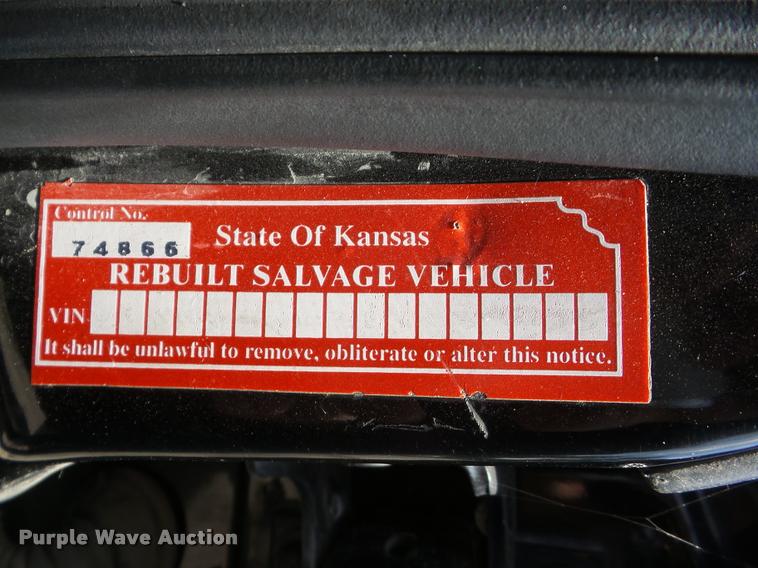 Control No.
74866
State Of Kansas
REBUILT SALVAGE VEHICLE
VIN
It shall be unlawful to remove, obliterate or alter this notice.
Purple Wave Auction